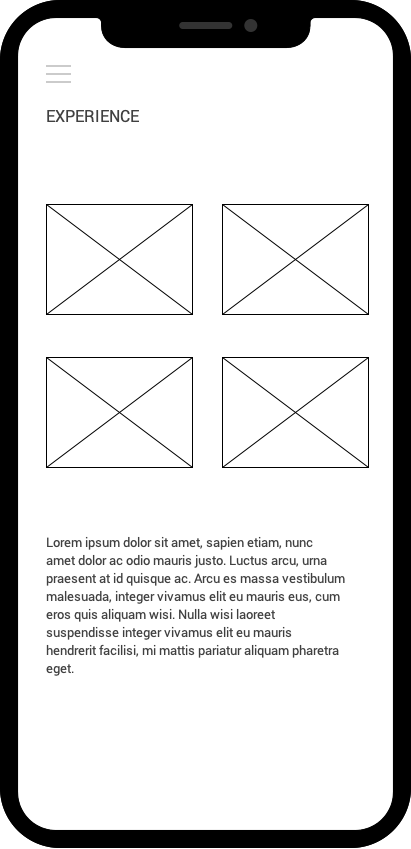 EXPERIENCE
Lorem ipsum dolor sit amet, sapien etiam, nunc
amet dolor ac odio mauris justo. Luctus arcu, urna
praesent at id quisque ac. Arcu es massa vestibulum
malesuada, integer vivamus elit eu mauris eus, cum
eros quis aliquam wisi. Nulla wisi laoreet
suspendisse integer vivamus elit eu mauris
hendrerit facilisi, mi mattis pariatur aliquam pharetra
eget.